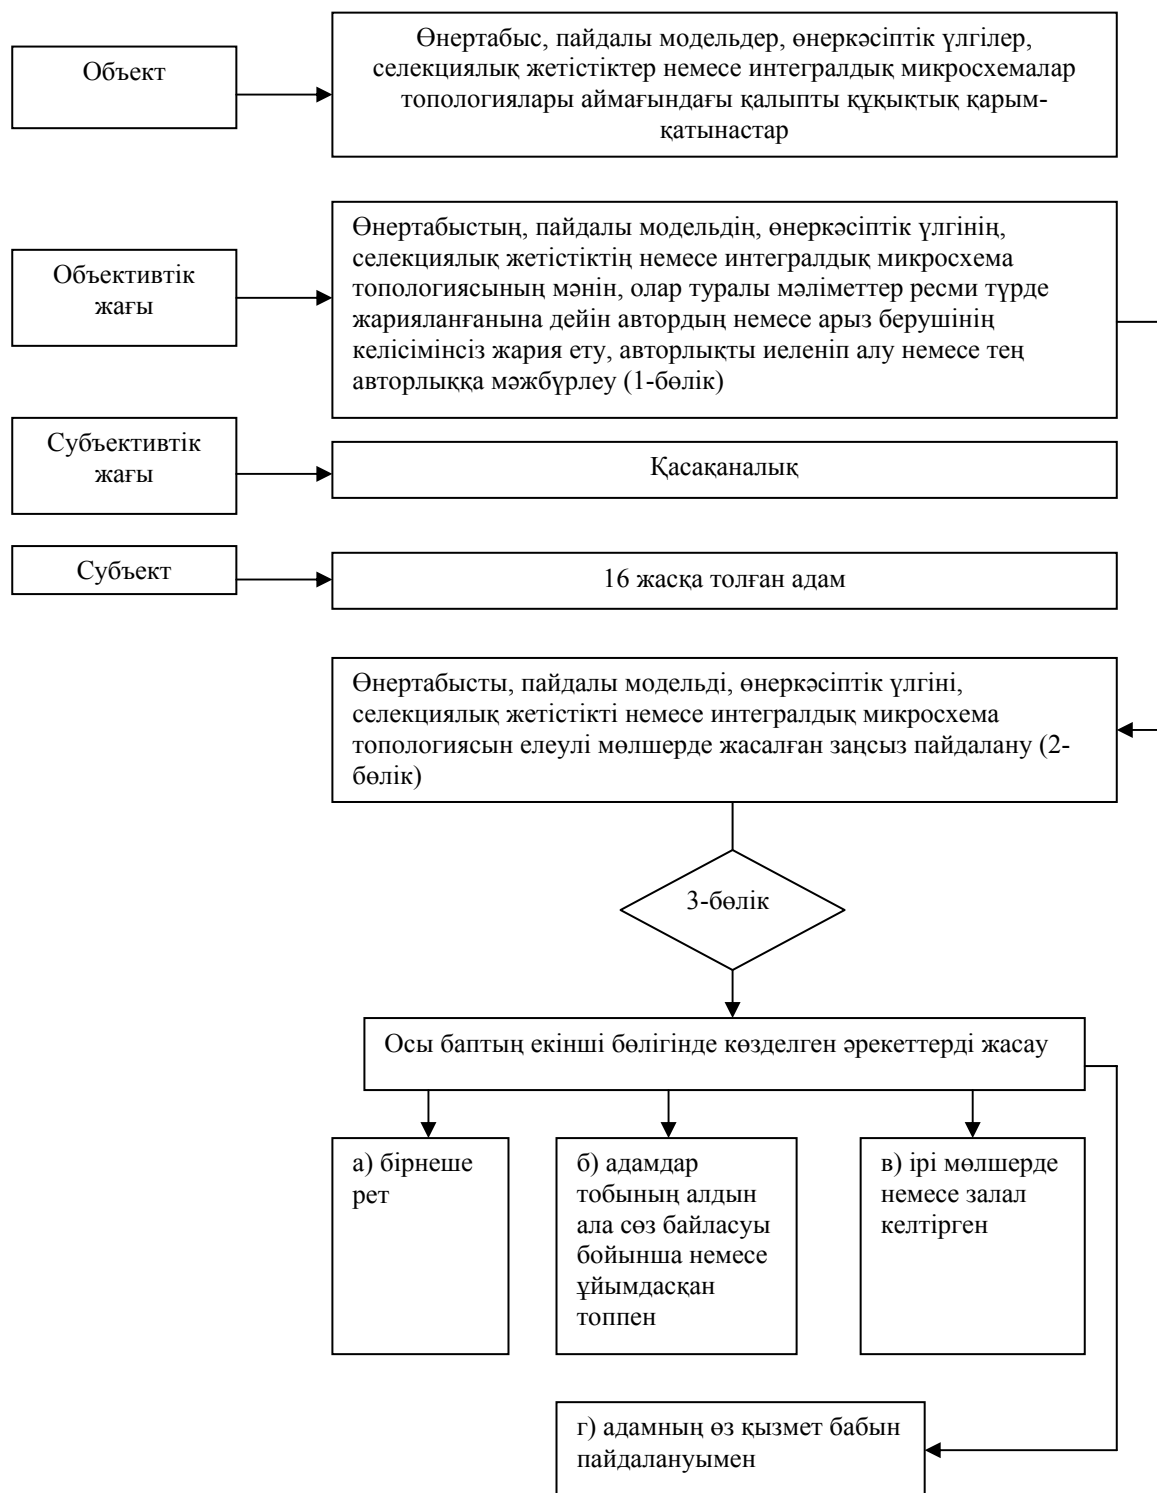 Объект
Өнертабыс, пайдалы модельдер, өнеркәсіптік үлгілер,
селекциялық жетістіктер немесе интегралдық микросхемалар
топологиялары аймағындағы қалыпты құқықтық қарым-
қатынастар
Объективтік
жағы
Өнертабыстың, пайдалы модельдің, өнеркәсіптік үлгінің,
селекциялық жетістіктің немесе интегралдық микросхема
топологиясының мәнін, олар туралы мәліметтер ресми түрде
жарияланғанына дейін автордың немесе арыз берушінің
келісімінсіз жария ету, авторлықты иеленіп алу немесе тең
авторлыққа мәжбүрлеу (1-бөлік)
Субъективтік
жағы
Қасақаналық
Субъект
16 жасқа толған адам
Өнертабысты, пайдалы модельді, өнеркәсіптік үлгіні,
селекциялық жетістікті немесе интегралдық микросхема
топологиясын елеулі мөлшерде жасалған заңсыз пайдалану (2-
бөлік)
3-бөлік
Осы баптың екінші бөлігінде көзделген әрекеттерді жасау
а) бірнеше
рет
б) адамдар
тобының алдын
ала сөз байласуы
бойынша немесе
ұйымдасқан
топпен
в) ірі мөлшерде
немесе залал
келтірген
г) адамның өз қызмет бабын
пайдалануымен